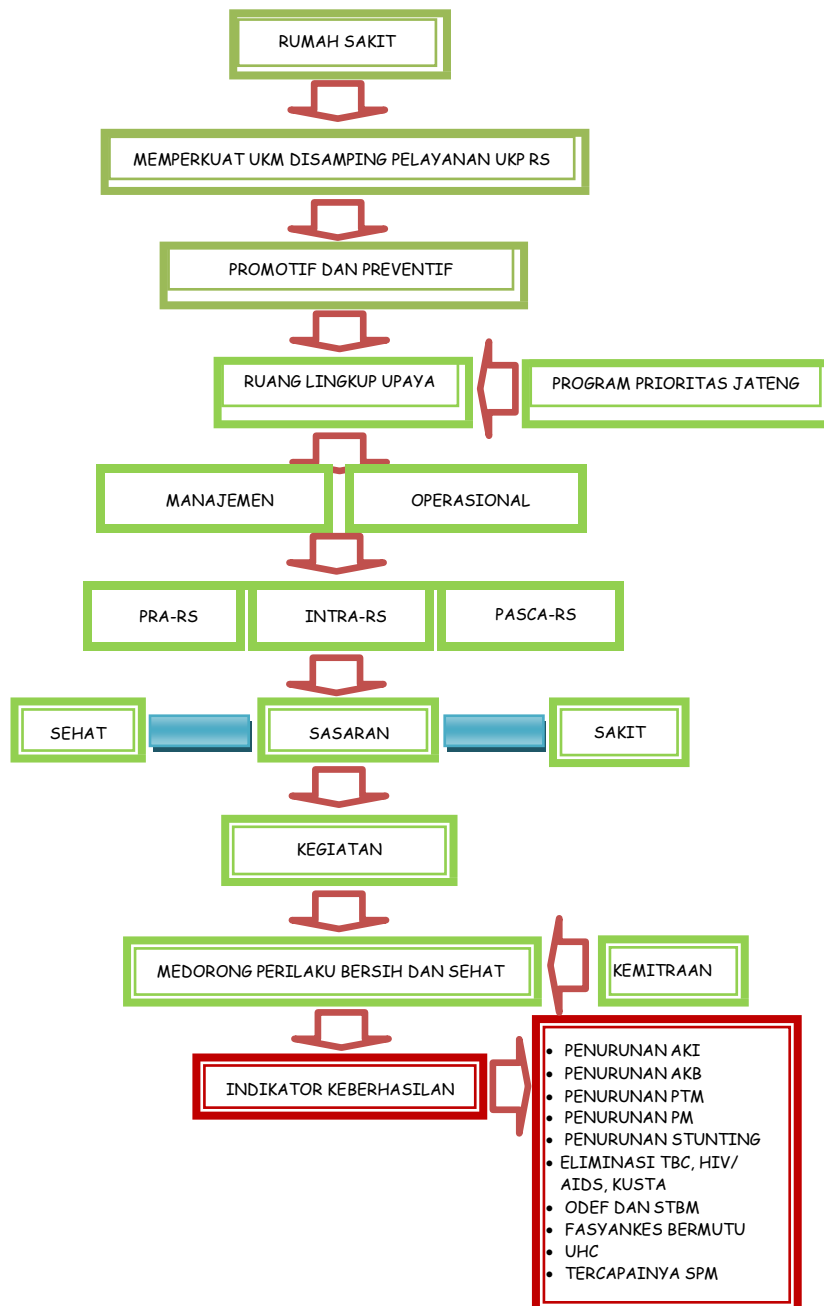 RUMAH SAKIT
MEMPERKUAT UKM DISAMPING PELAYANAN UKP RS
PROMOTIF DAN PREVENTIF
RUANG LINGKUP UPAYA
PROGRAM PRIORITAS JATENG
MANAJEMEN
OPERASIONAL
PRA-RS
INTRA-RS
PASCA-RS
SEHAT
SASARAN
SAKIT
KEGIATAN
MEDORONG PERILAKU BERSIH DAN SEHAT
KEMITRAAN
INDIKATOR KEBERHASILAN
• PENURUNAN AKI
• PENURUNAN AKB
• PENURUNAN PTM
• PENURUNAN PM
• PENURUNAN STUNTING
• ELIMINASI TBC, HIV/
AIDS, KUSTA
• ODEF DAN STBM
• FASYANKES BERMUTU
• UHC
• TERCAPAINYA SPM